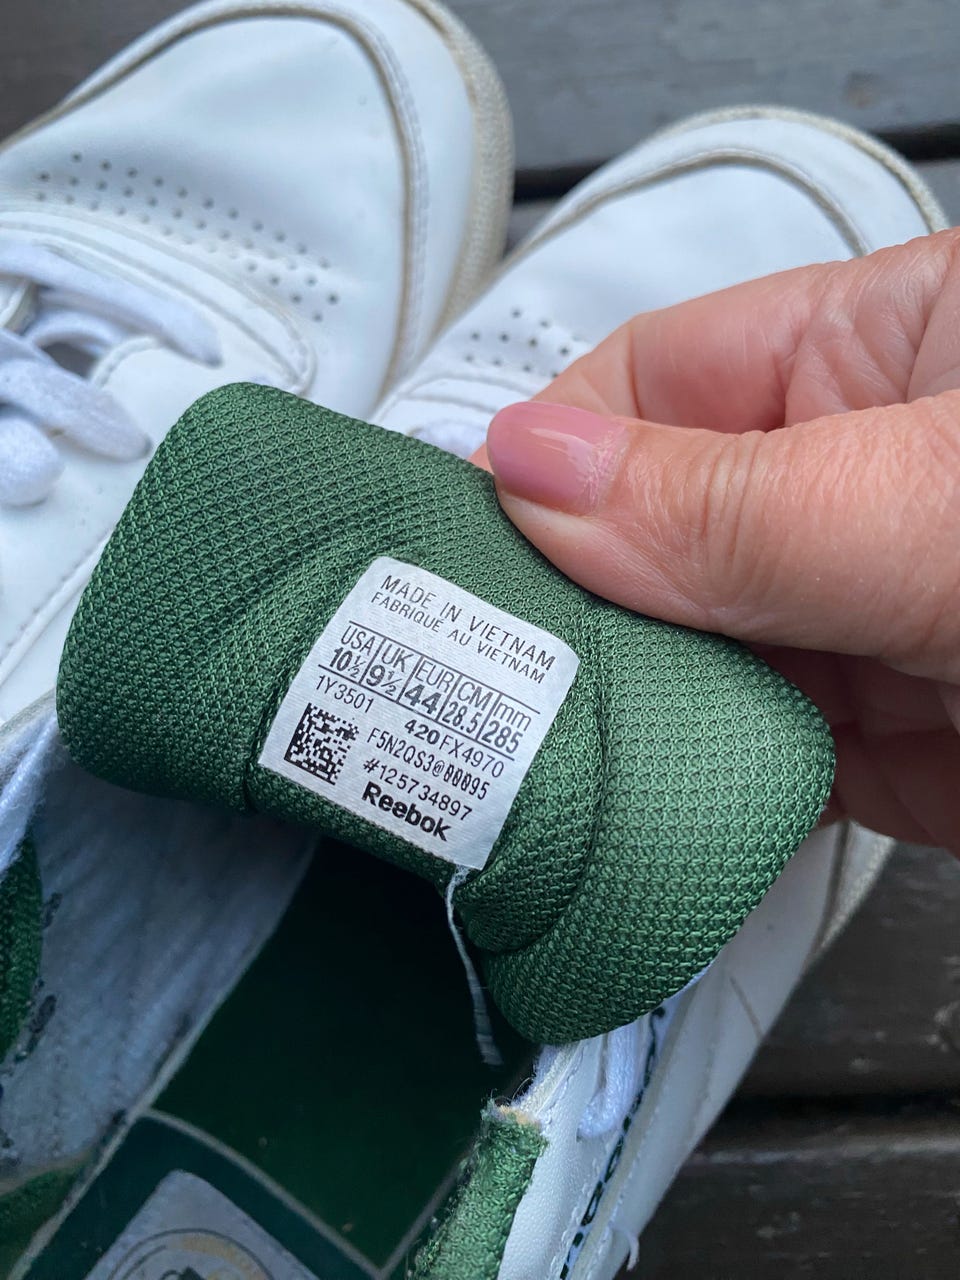 MADE IN VIETNAM
FABRIQUÉ AU VIETNAM
USA UK EUR CM mm
10½ 9½ 44 28.5 285
1Y3501 420 FX4970
F5N2QS3@00095
#125734897
Reebok